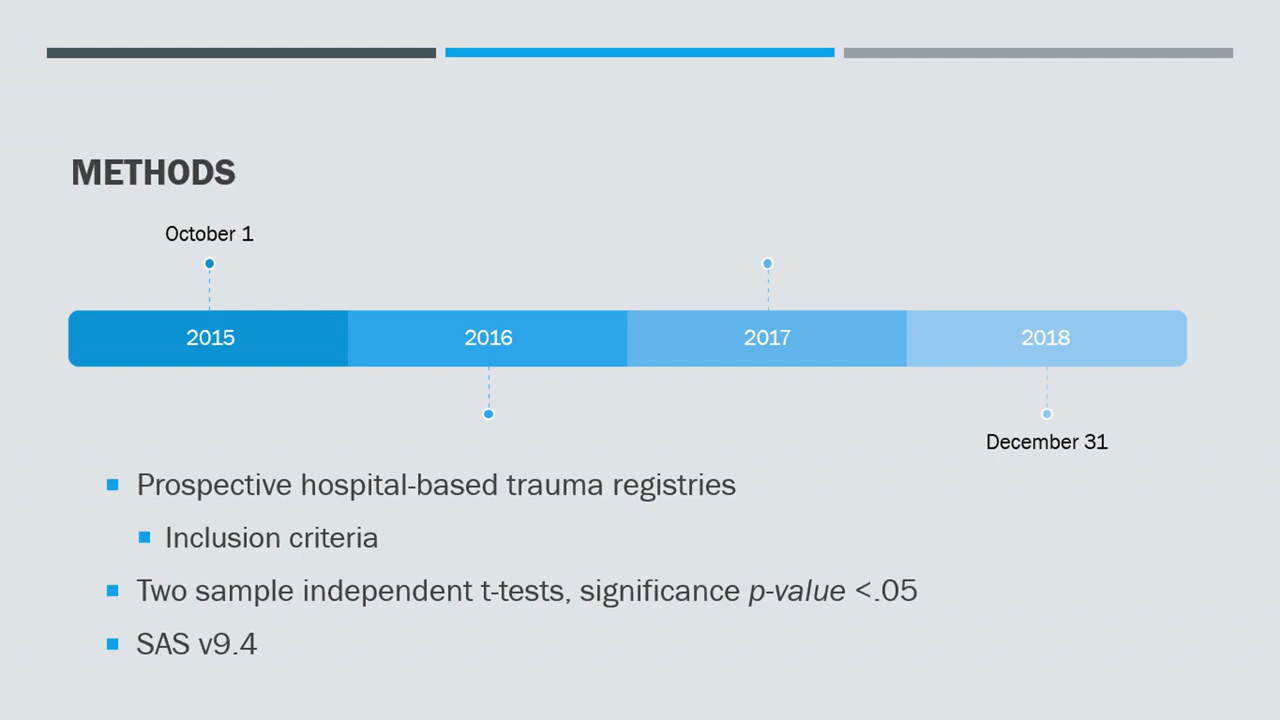 METHODS
October 1
2015 2016 2017 2018
December 31
Prospective hospital-based trauma registries
Inclusion criteria
Two sample independent t-tests, significance p-value <.05
SAS v9.4